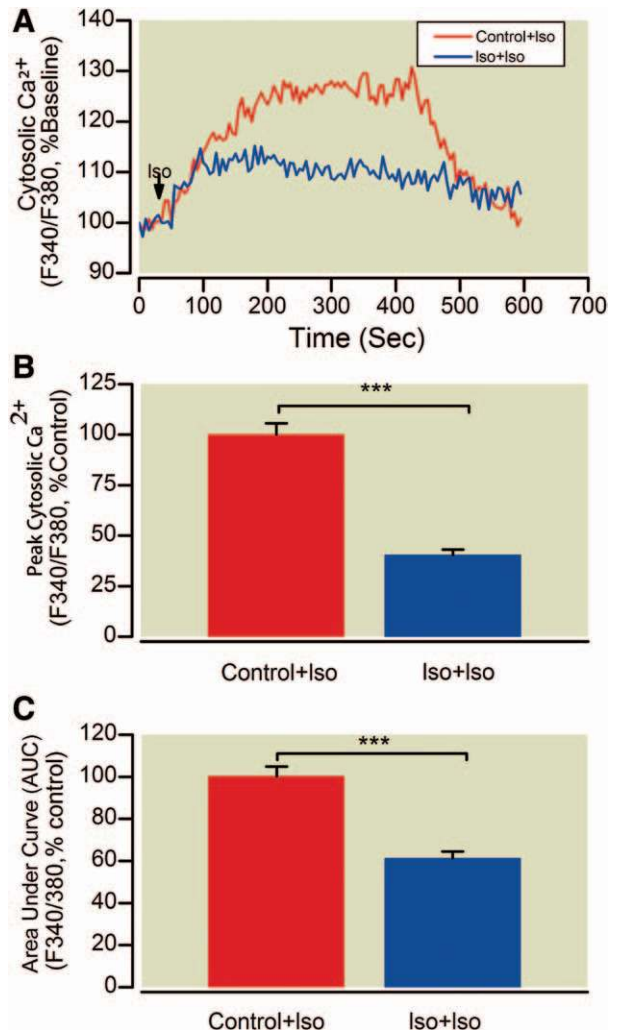 A
Cytosolic Ca²⁺
(F340/F380, %Baseline)
140
130
120
110
100
90
Control+Iso
Iso+Iso
Iso
0 100 200 300 400 500 600 700
Time (Sec)
B
Peak Cytosolic Ca²⁺
(F340/F380, %Control)
125
100
75
50
25
0
***
Control+Iso Iso+Iso
C
Area Under Curve (AUC)
(F340/380,% control)
120
100
80
60
40
20
0
***
Control+Iso Iso+Iso